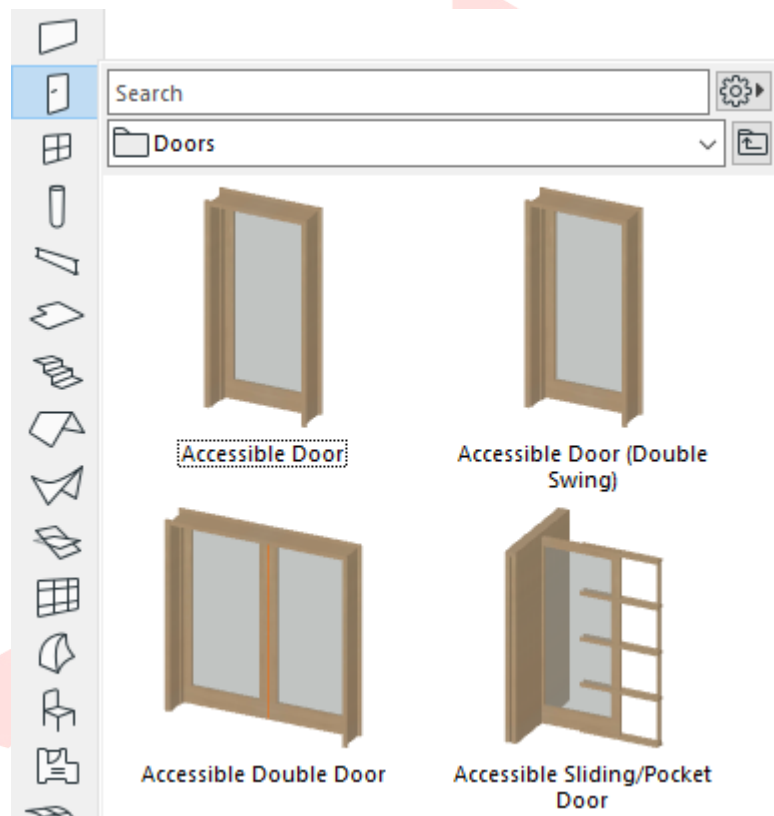 Search
Doors
Accessible Door
Accessible Door (Double
Swing)
Accessible Double Door
Accessible Sliding/Pocket
Door